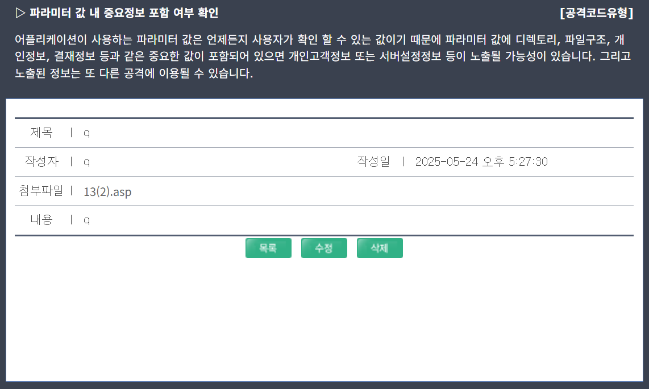 ▷ 파라미터 값 내 중요정보 포함 여부 확인 [공격코드유형]
어플리케이션이 사용하는 파라미터 값은 언제든지 사용자가 확인 할 수 있는 값이기 때문에 파라미터 값에 디렉토리, 파일구조, 개
인정보, 결재정보 등과 같은 중요한 값이 포함되어 있으면 개인고객정보 또는 서버설정정보 등이 노출될 가능성이 있습니다. 그리고
노출된 정보는 또 다른 공격에 이용될 수 있습니다.
제목 | q
작성자 | q 작성일 | 2025-05-24 오후 5:27:30
첨부파일 | 13(2).asp
내용 | q
목록 수정 삭제